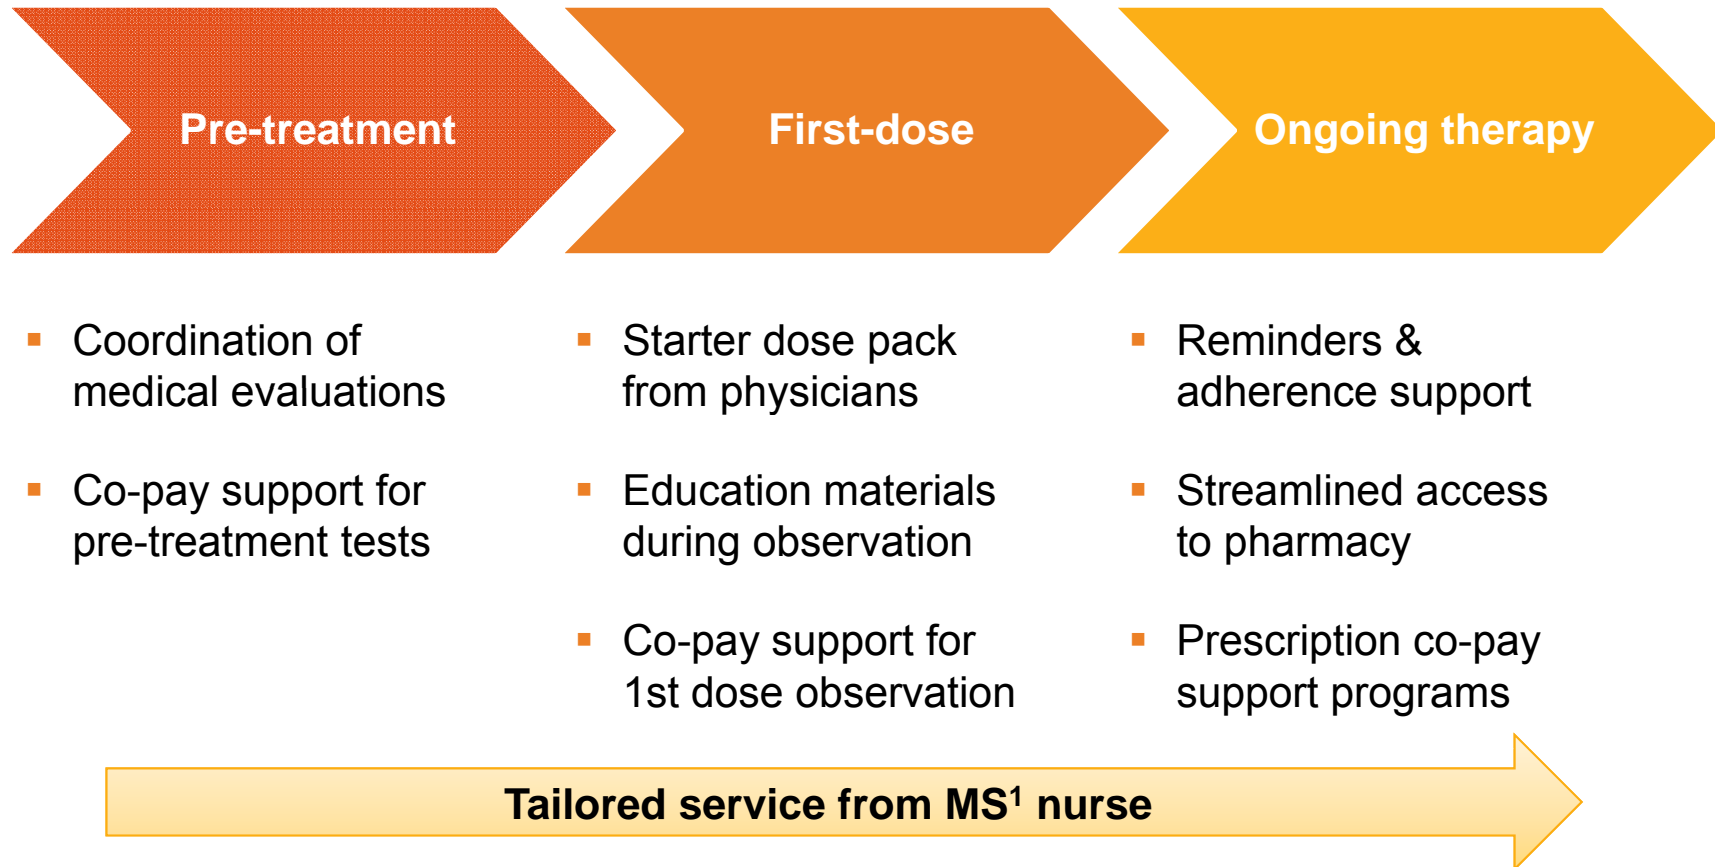 Pre-treatment
First-dose
Ongoing therapy
▪ Coordination of
medical evaluations
▪ Co-pay support for
pre-treatment tests
▪ Starter dose pack
from physicians
▪ Education materials
during observation
▪ Co-pay support for
1st dose observation
▪ Reminders &
adherence support
▪ Streamlined access
to pharmacy
▪ Prescription co-pay
support programs
Tailored service from MS¹ nurse